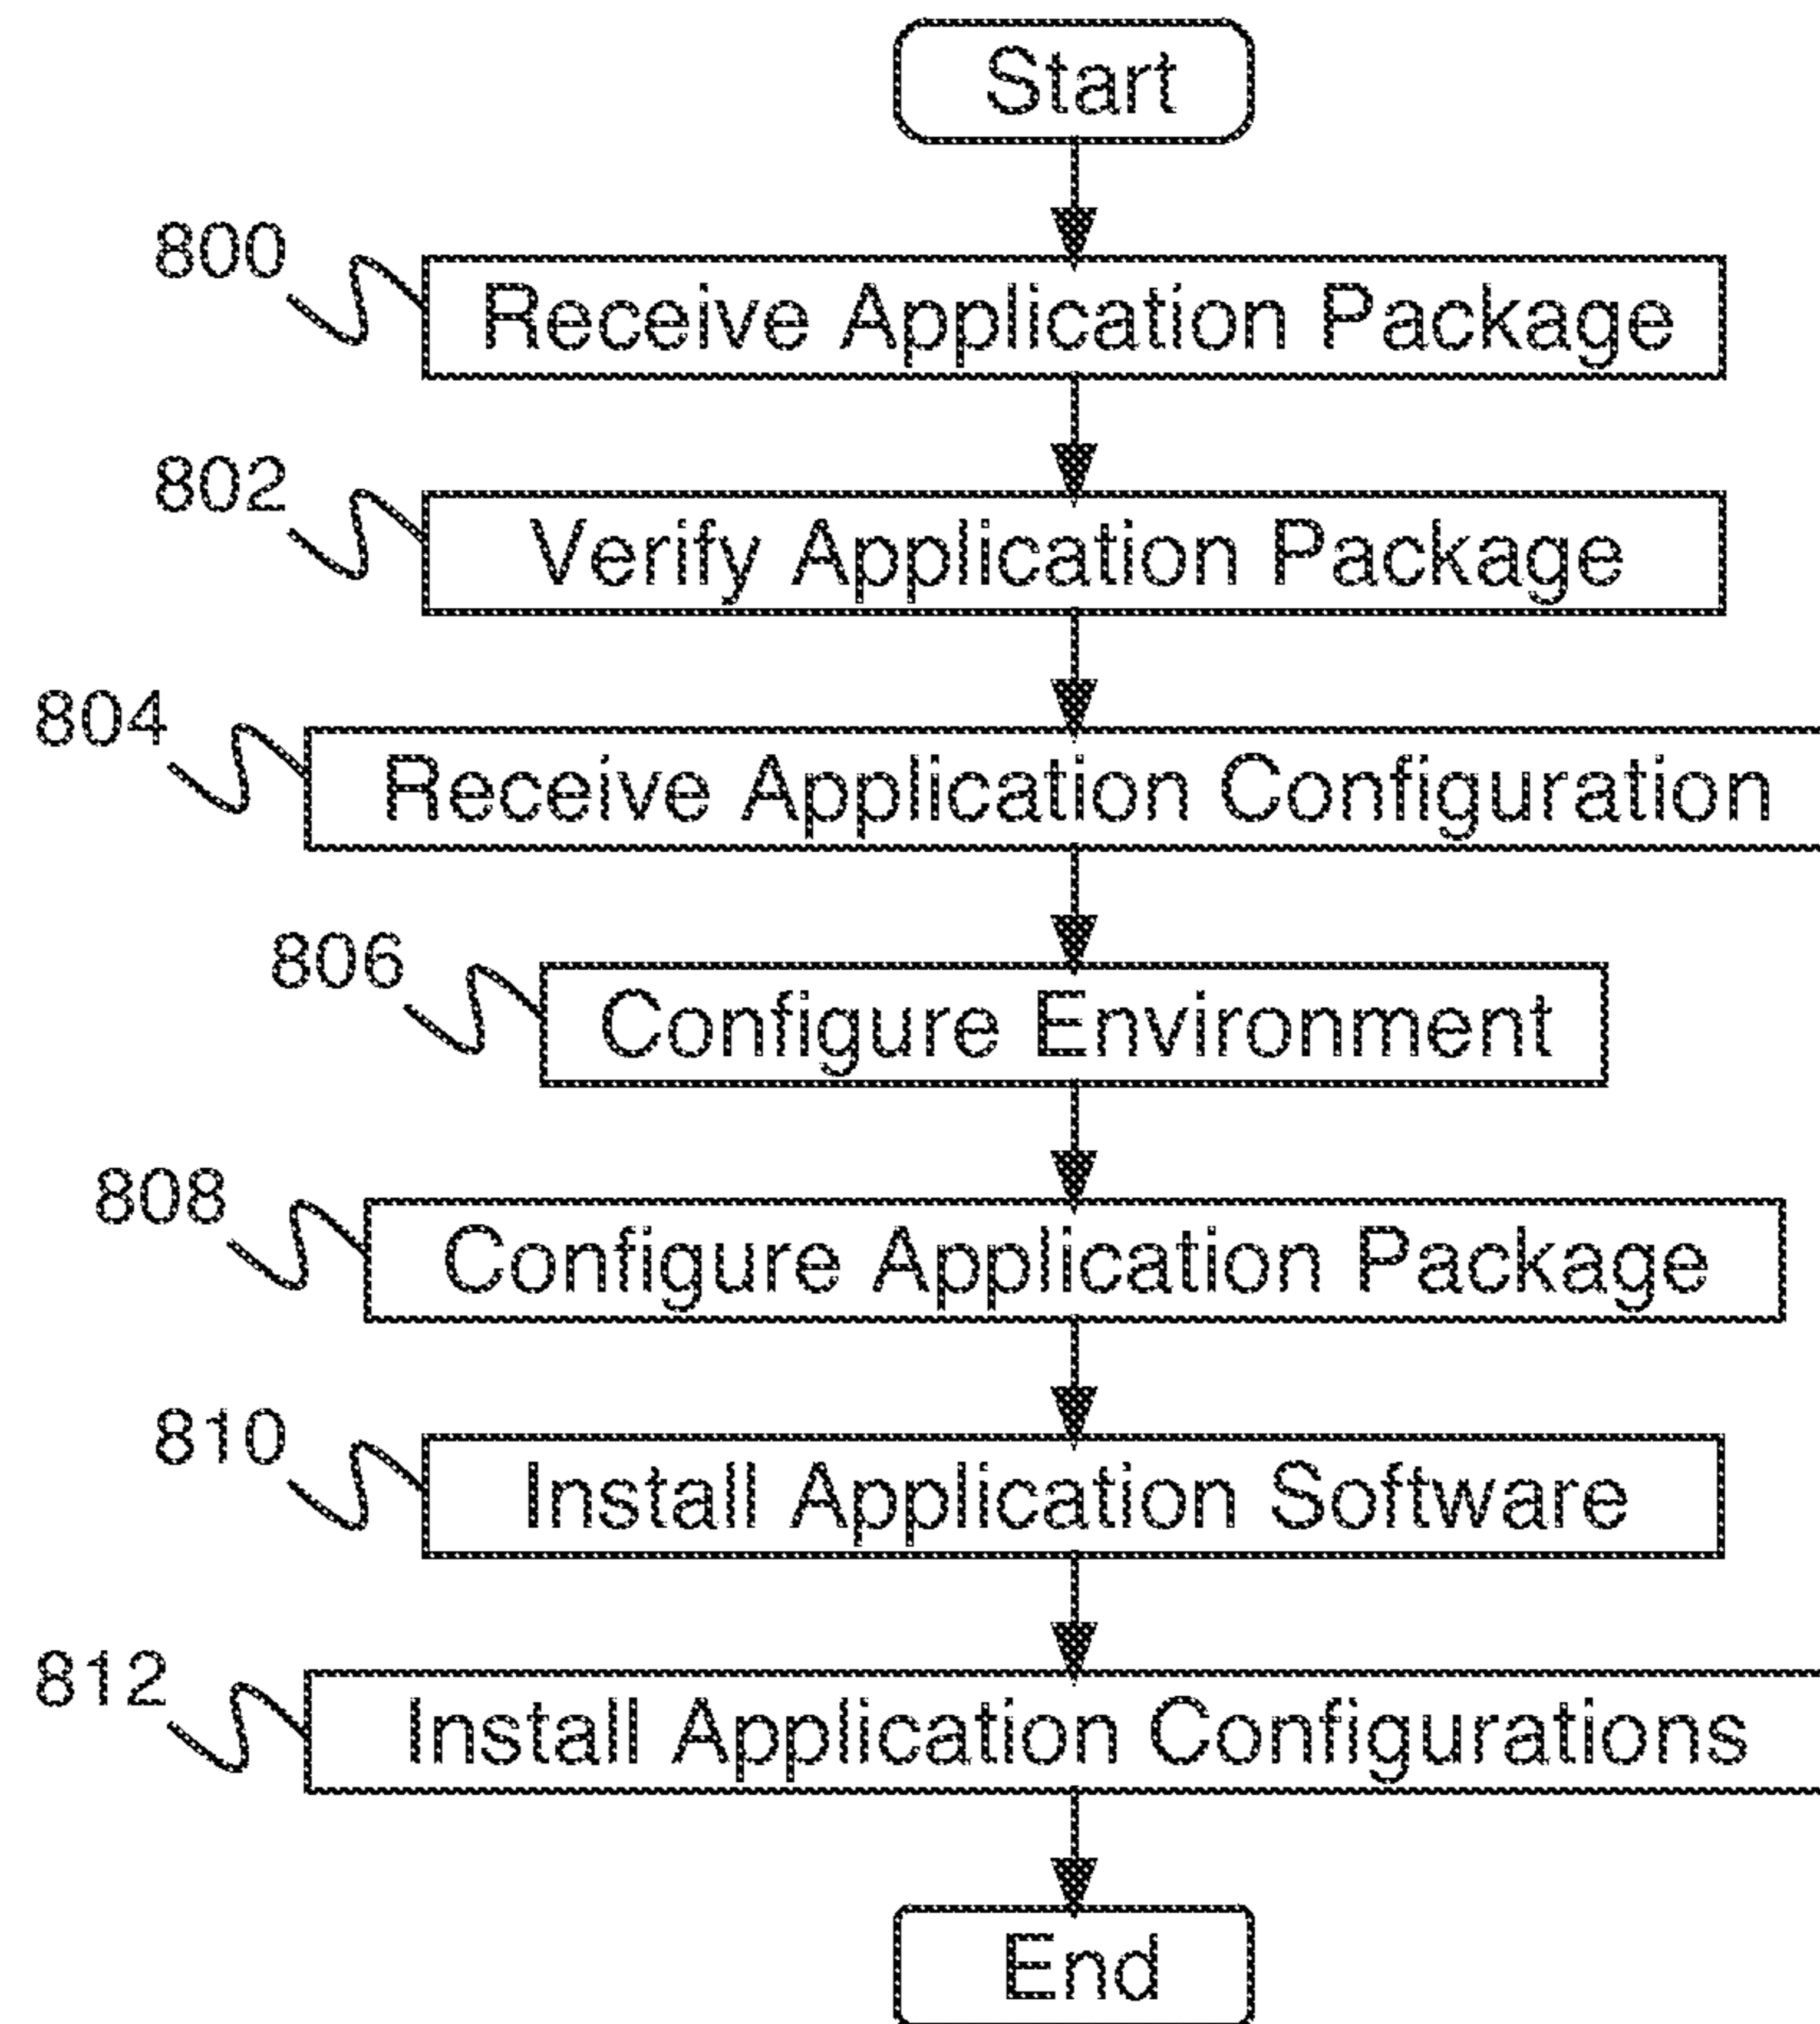 Start
800
Receive Application Package
802
Verify Application Package
804
Receive Application Configuration
806
Configure Environment
808
Configure Application Package
810
Install Application Software
812
Install Application Configurations
End